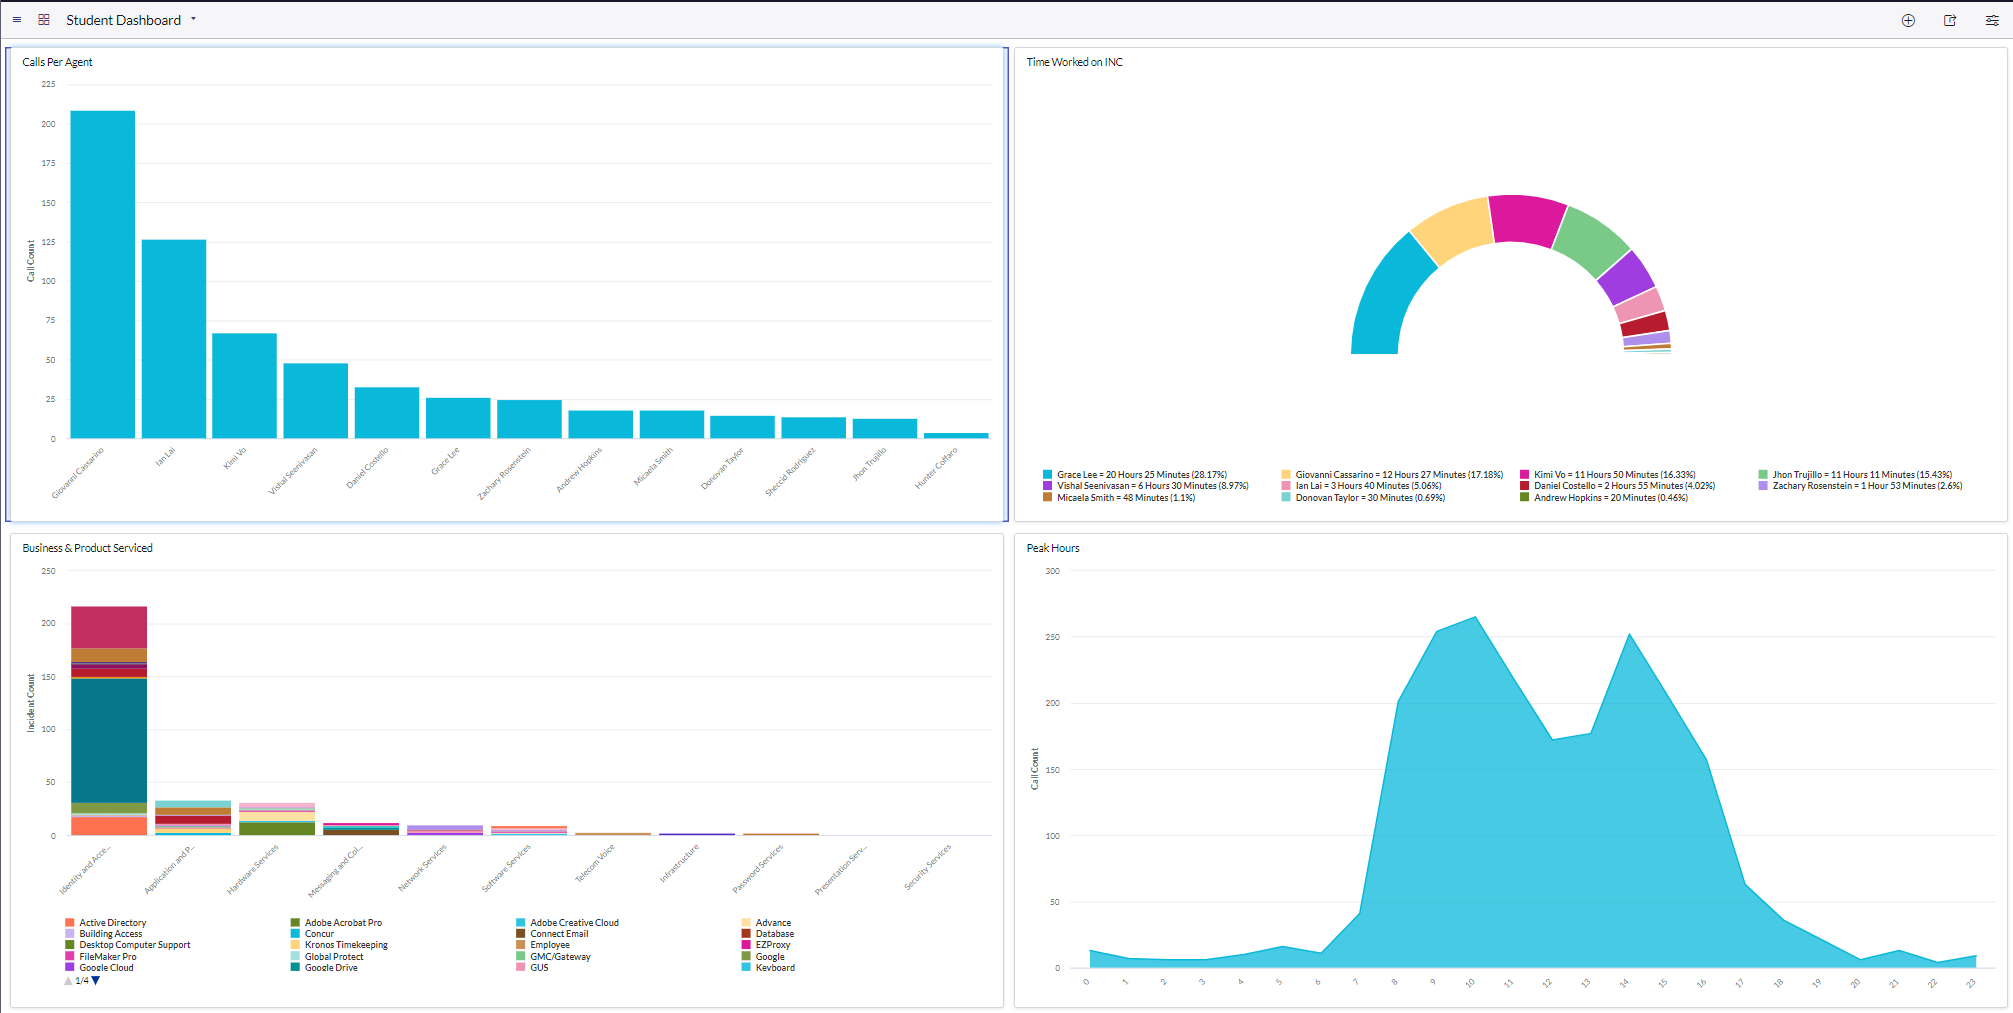 Student Dashboard
Calls Per Agent
225
200
175
150
125
100
75
50
25
0
Call Count
Giovanni Cassarino
Ian Lai
Kimi Vo
Vishal Seenivasan
Daniel Costello
Grace Lee
Zachary Rosenstein
Andrew Hopkins
Micaela Smith
Donovan Taylor
Sheccid Rodriguez
Jhon Trujillo
Hunter Coffaro
Time Worked on INC
Grace Lee = 20 Hours 25 Minutes (28.17%) Giovanni Cassarino = 12 Hours 27 Minutes (17.18%) Kimi Vo = 11 Hours 50 Minutes (16.33%) Jhon Trujillo = 11 Hours 11 Minutes (15.43%)
Vishal Seenivasan = 6 Hours 30 Minutes (8.97%) Ian Lai = 3 Hours 40 Minutes (5.06%) Daniel Costello = 2 Hours 55 Minutes (4.02%) Zachary Rosenstein = 1 Hour 53 Minutes (2.6%)
Micaela Smith = 48 Minutes (1.1%) Donovan Taylor = 30 Minutes (0.69%) Andrew Hopkins = 20 Minutes (0.46%)
Business & Product Serviced
250
200
150
100
50
0
Incident Count
Identity and Acce...
Application and P...
Hardware Services
Messaging and Col...
Network Services
Software Services
Telecom Voice
Infrastructure
Password Services
Presentation Serv...
Security Services
Active Directory Adobe Acrobat Pro Adobe Creative Cloud Advance
Building Access Concur Connect Email Database
Desktop Computer Support Kronos Timekeeping Employee EZProxy
FileMaker Pro Global Protect GMC/Gateway Google
Google Cloud Google Drive GUS Keyboard
1/4
Peak Hours
300
250
200
150
100
50
0
Call Count
0
1
2
3
4
5
6
7
8
9
10
11
12
13
14
15
16
17
18
19
20
21
22
23